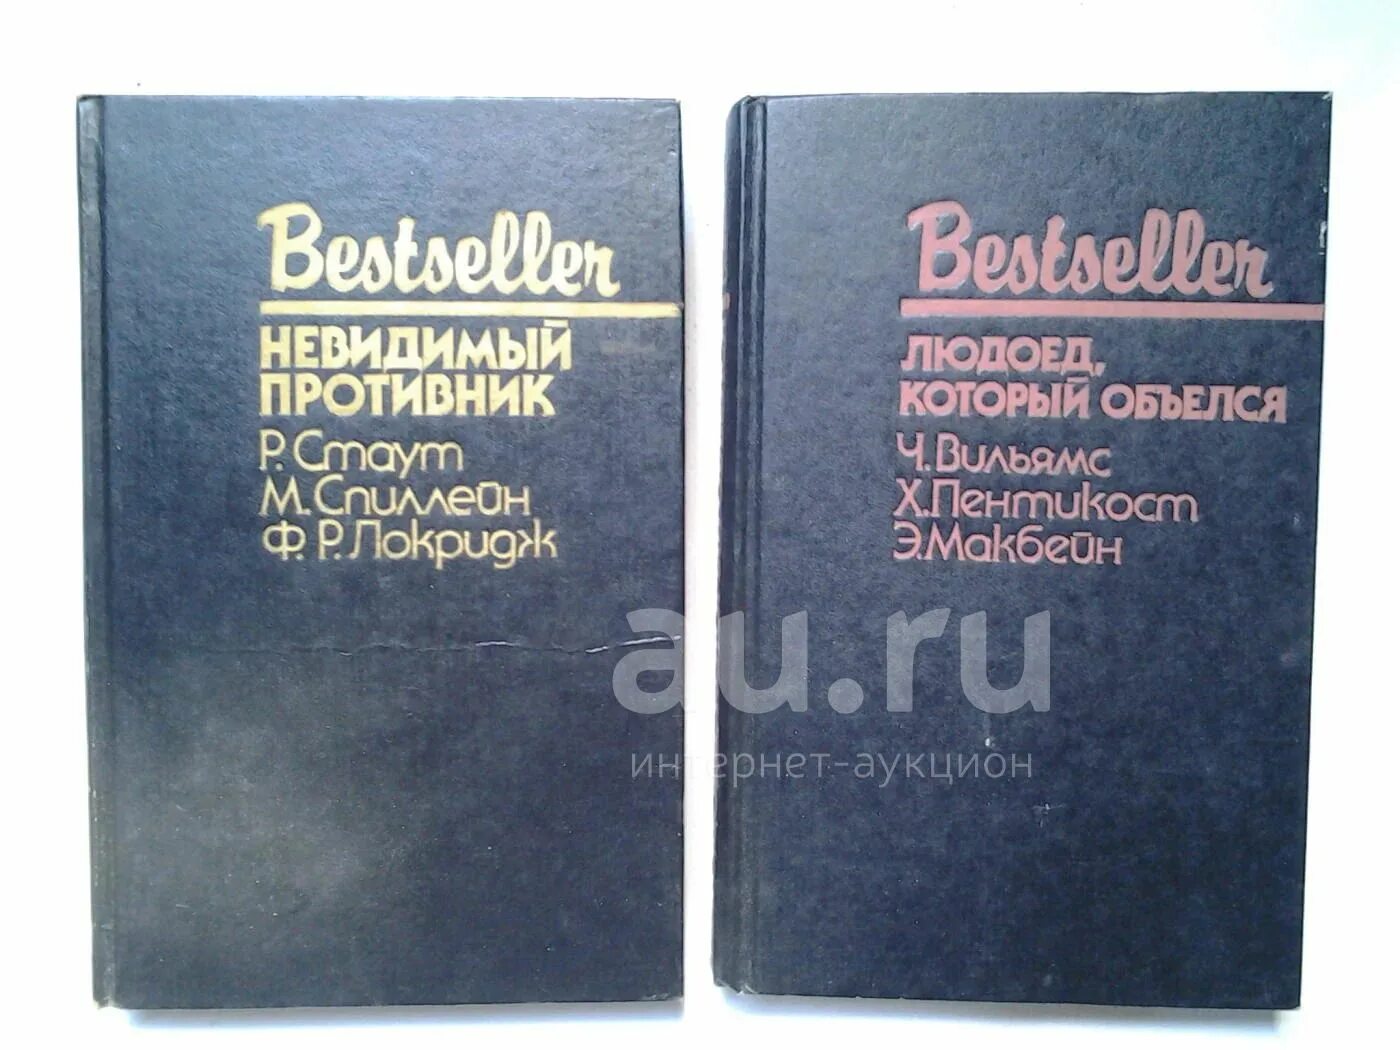 Bestseller
НЕВИДИМЫЙ
ПРОТИВНИК
Р. Стаут
М. Спиллейн
Ф. Р. Локридж
Bestseller
ЛЮДОЕД,
КОТОРЫЙ ОБЪЕЛСЯ
Ч. Вильямс
Х. Пентикост
Э. Макбейн
au.ru
интернет-аукцион